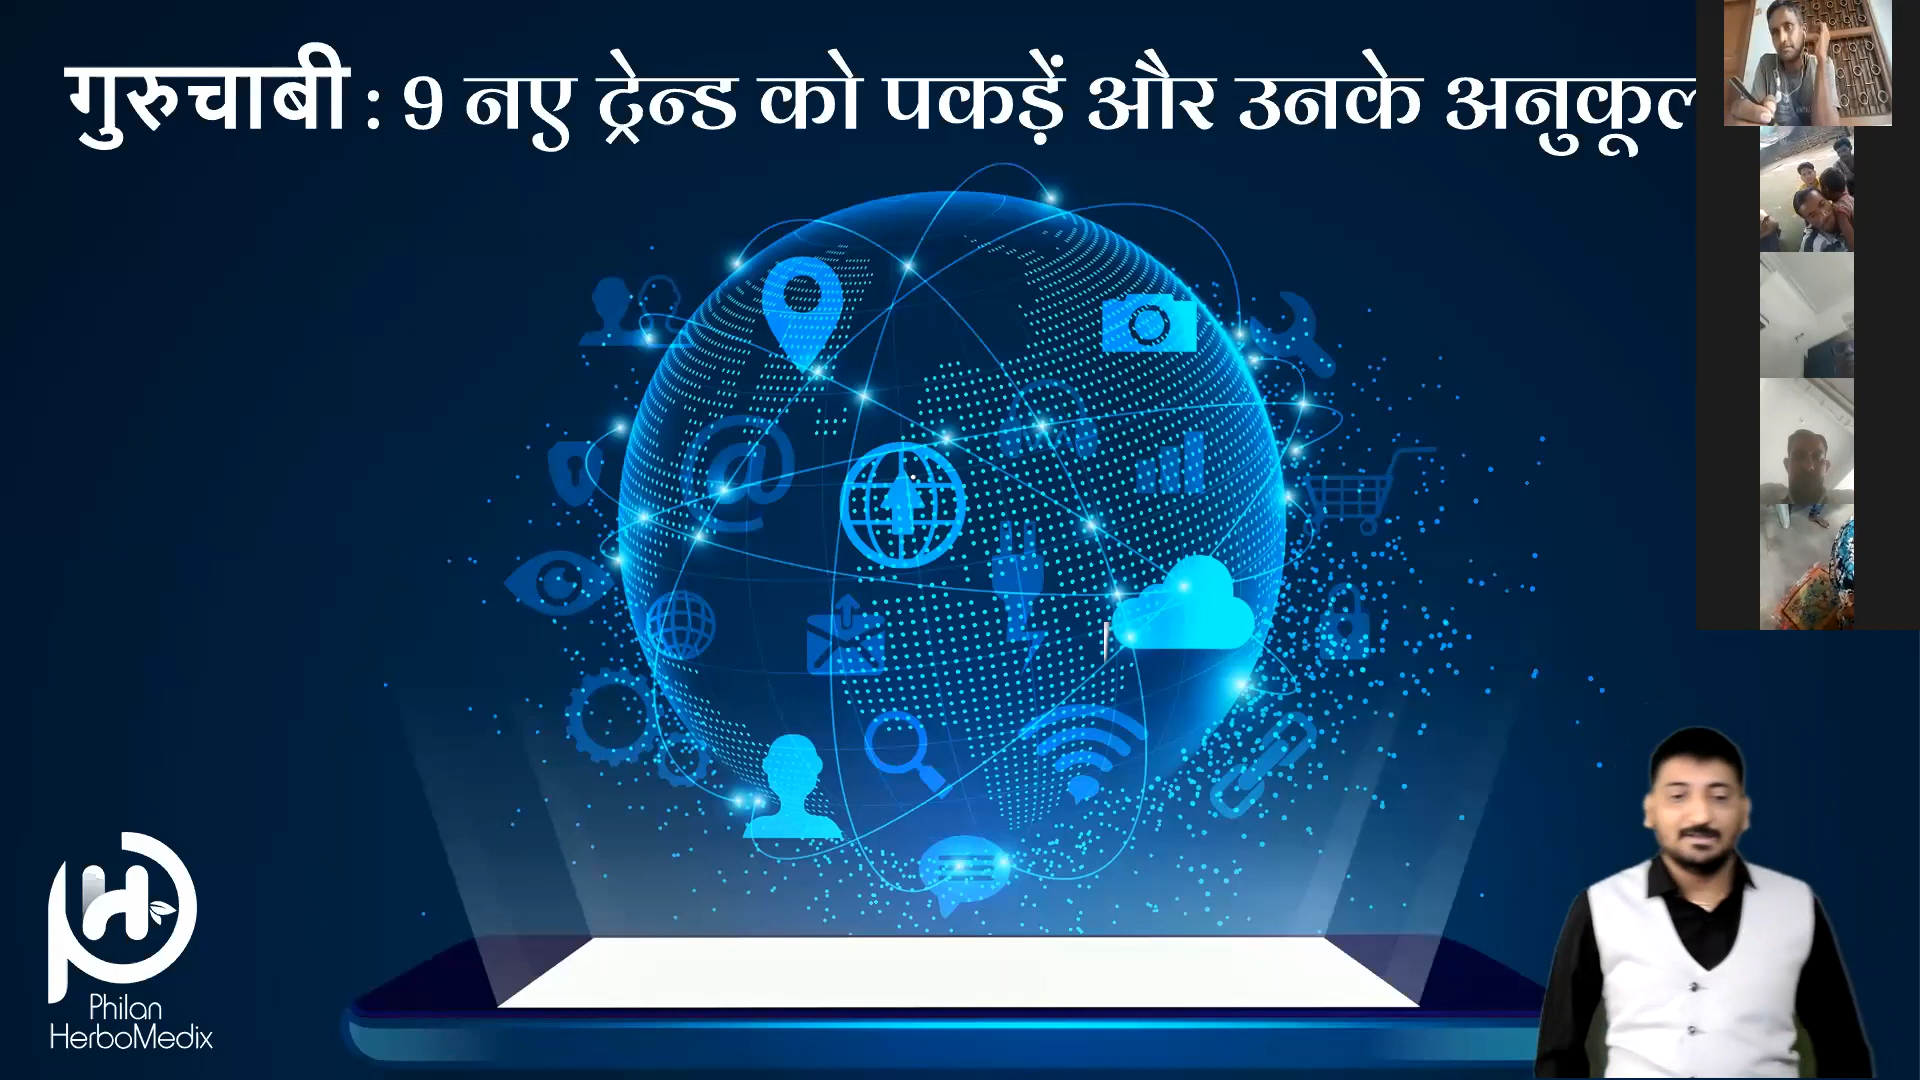 गुरुचाबी : 9 नए ट्रेन्ड को पकड़ें और उनके अनुकूल
Philan
HerboMedix